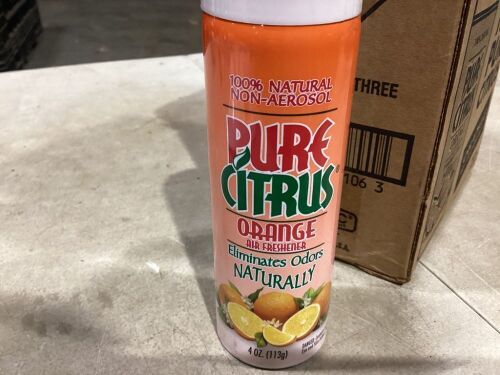 100% NATURAL
NON-AEROSOL
PURE
CITRUS®
ORANGE
AIR FRESHENER
Eliminates Odors
NATURALLY
4 OZ. (113g)
THREE
106 3